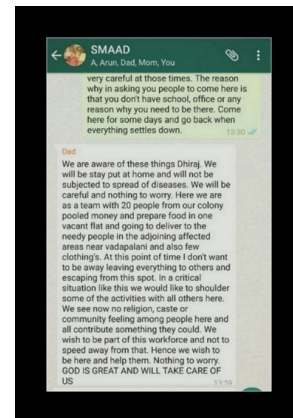 SMAAD
A, Arun, Dad, Mom, You
very careful at those times. The reason
why in asking you people to come here is
that you don't have school, office or any
reason why you need to be there. Come
here for some days and go back when
everything settles down. 13:30
Dad
We are aware of these things Dhiraj. We
will be stay put at home and will not be
subjected to spread of diseases. We will be
careful and nothing to worry. Here we are
as a team with 20 people from our colony
pooled money and prepare food in one
vacant flat and going to deliver to the
needy people in the adjoining affected
areas near vadapalani and also few
clothing's. At this point of time I don't want
to be away leaving everything to others and
escaping from this spot. In a critical
situation like this we would like to shoulder
some of the activities with all others here.
We see now no religion, caste or
community feeling among people here and
all contribute something they could. We
wish to be part of this workforce and not to
speed away from that. Hence we wish to
be here and help them. Nothing to worry.
GOD IS GREAT AND WILL TAKE CARE OF
US 13:59